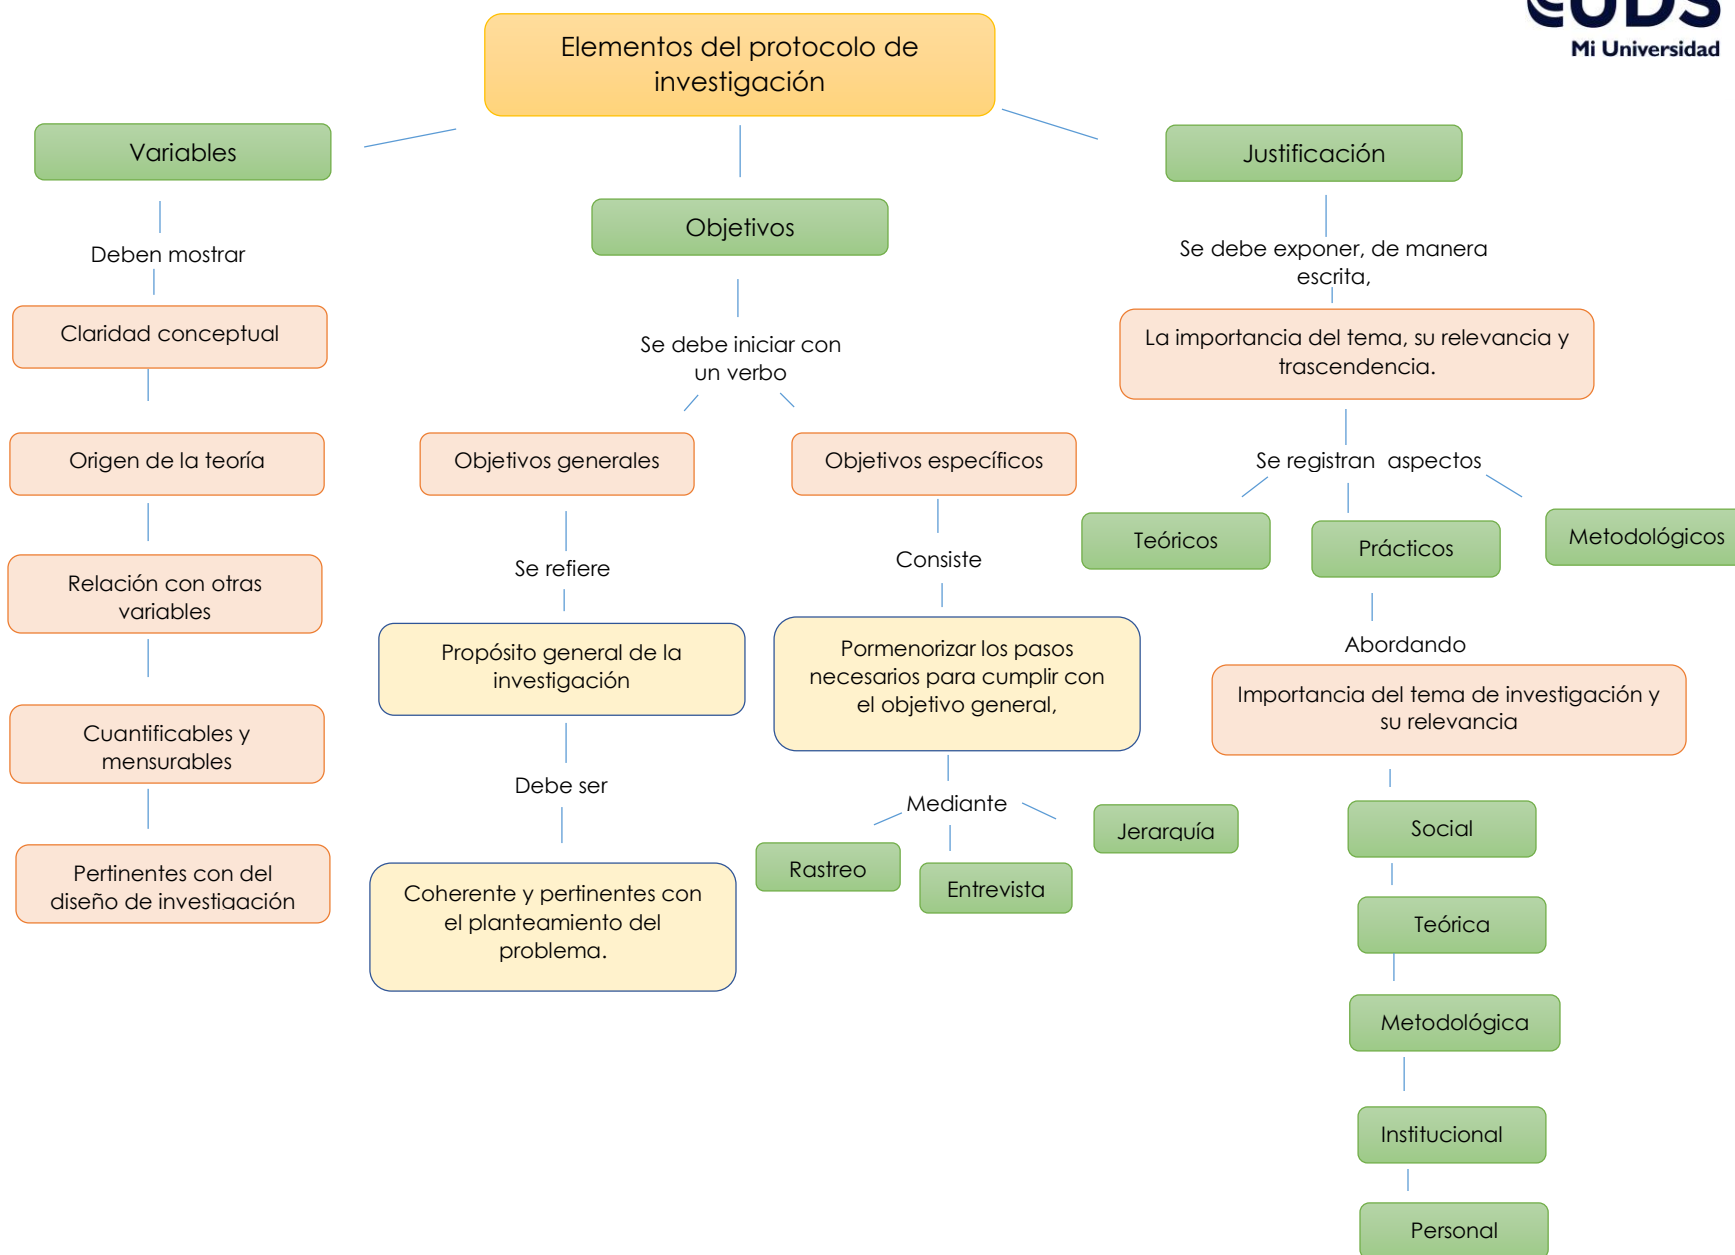 UDS
Mi Universidad
Elementos del protocolo de
investigación
Variables
Deben mostrar
Claridad conceptual
Origen de la teoría
Relación con otras
variables
Cuantificables y
mensurables
Pertinentes con del
diseño de investigación
Objetivos
Se debe iniciar con
un verbo
Objetivos generales
Se refiere
Propósito general de la
investigación
Debe ser
Coherente y pertinentes con
el planteamiento del
problema.
Objetivos específicos
Consiste
Pormenorizar los pasos
necesarios para cumplir con
el objetivo general,
Mediante
Rastreo
Entrevista
Jerarquía
Justificación
Se debe exponer, de manera
escrita,
La importancia del tema, su relevancia y
trascendencia.
Se registran aspectos
Teóricos
Prácticos
Metodológicos
Abordando
Importancia del tema de investigación y
su relevancia
Social
Teórica
Metodológica
Institucional
Personal